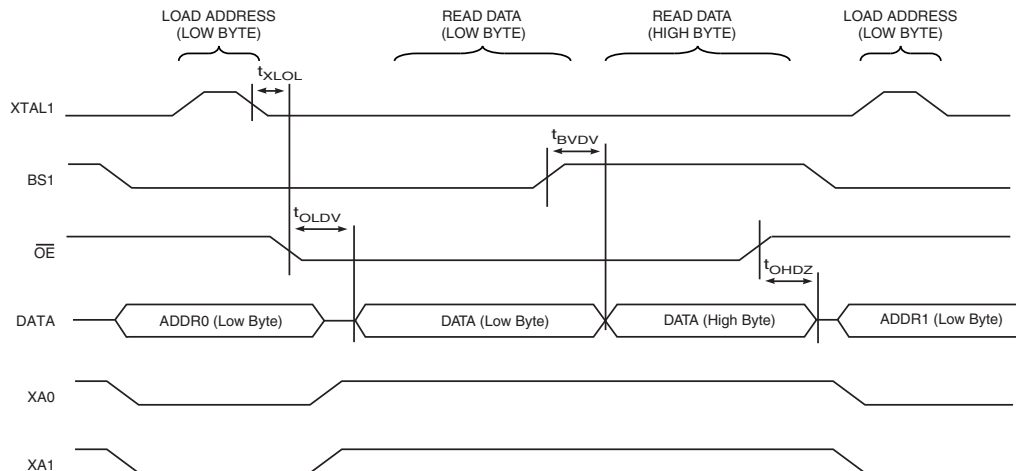 LOAD ADDRESS
(LOW BYTE)
READ DATA
(LOW BYTE)
READ DATA
(HIGH BYTE)
LOAD ADDRESS
(LOW BYTE)
tXLOL
XTAL1
tBVDV
BS1
tOLDV
OE
tOHDZ
DATA
ADDR0 (Low Byte)
DATA (Low Byte)
DATA (High Byte)
ADDR1 (Low Byte)
XA0
XA1